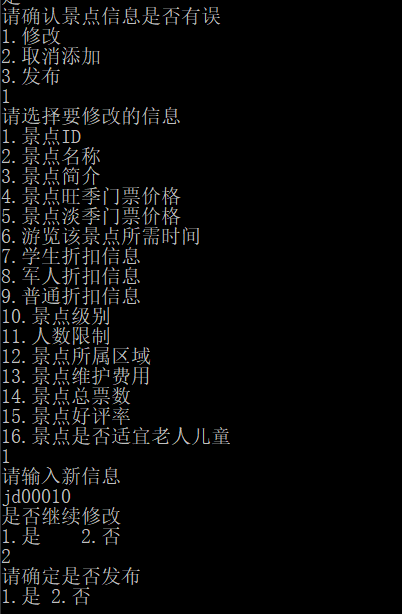 请确认景点信息是否有误
1.修改
2.取消添加
3.发布
1
请选择要修改的信息
1.景点ID
2.景点名称
3.景点简介
4.景点旺季门票价格
5.景点淡季门票价格
6.游览该景点所需时间
7.学生折扣信息
8.军人折扣信息
9.普通折扣信息
10.景点级别
11.人数限制
12.景点所属区域
13.景点维护费用
14.景点总票数
15.景点好评率
16.景点是否适宜老人儿童
1
请输入新信息
jd00010
是否继续修改
1.是    2.否
2
请确定是否发布
1.是 2.否